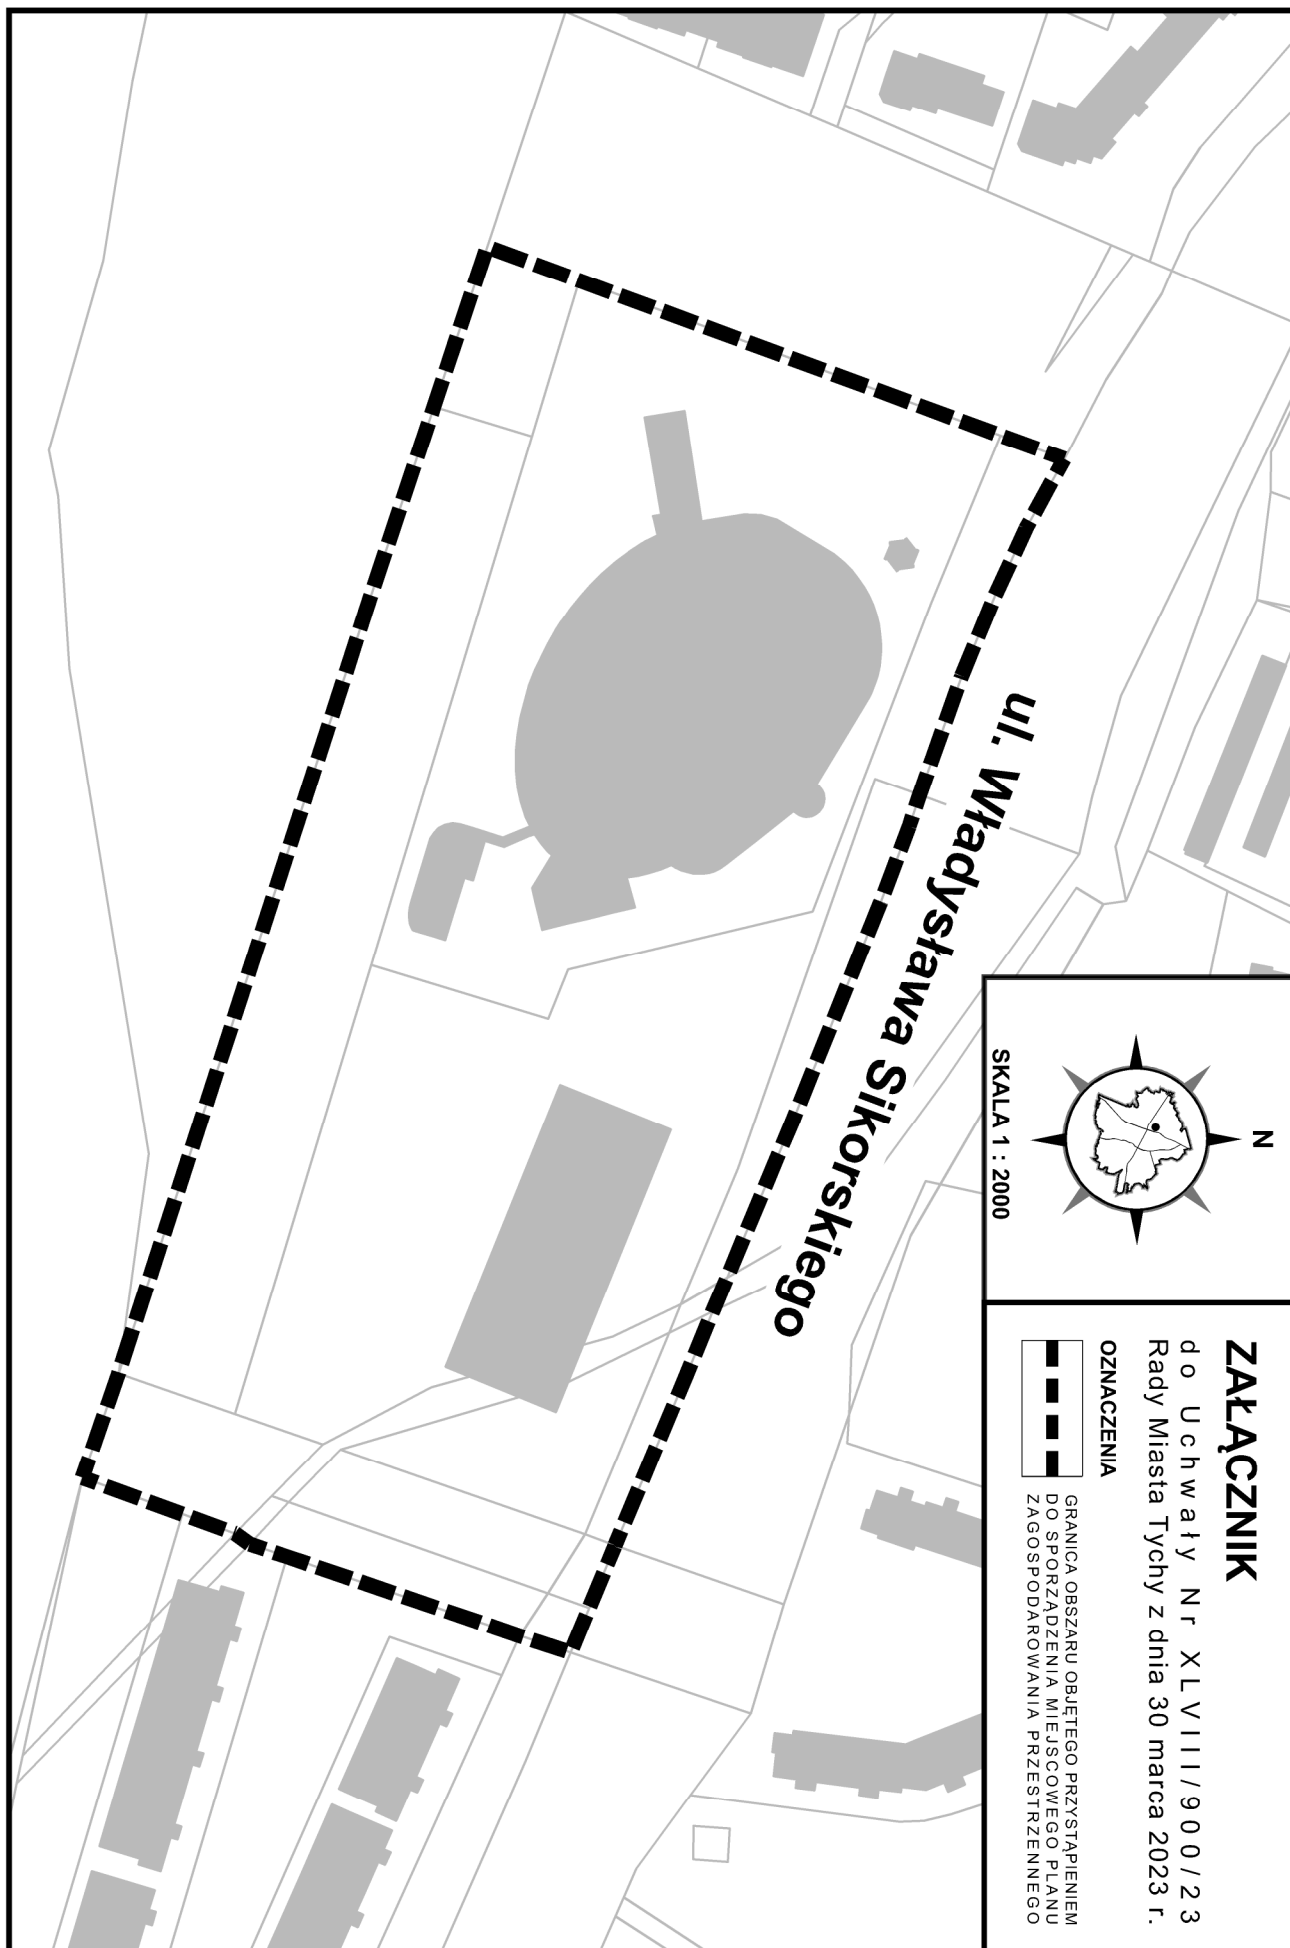 ul. Władysława Sikorskiego
N
SKALA 1 : 2000
ZAŁĄCZNIK
do Uchwały Nr XLVIII/900/23
Rady Miasta Tychy z dnia 30 marca 2023 r.
OZNACZENIA
GRANICA OBSZARU OBJĘTEGO PRZYSTĄPIENIEM
DO SPORZĄDZENIA MIEJSCOWEGO PLANU
ZAGOSPODAROWANIA PRZESTRZENNEGO